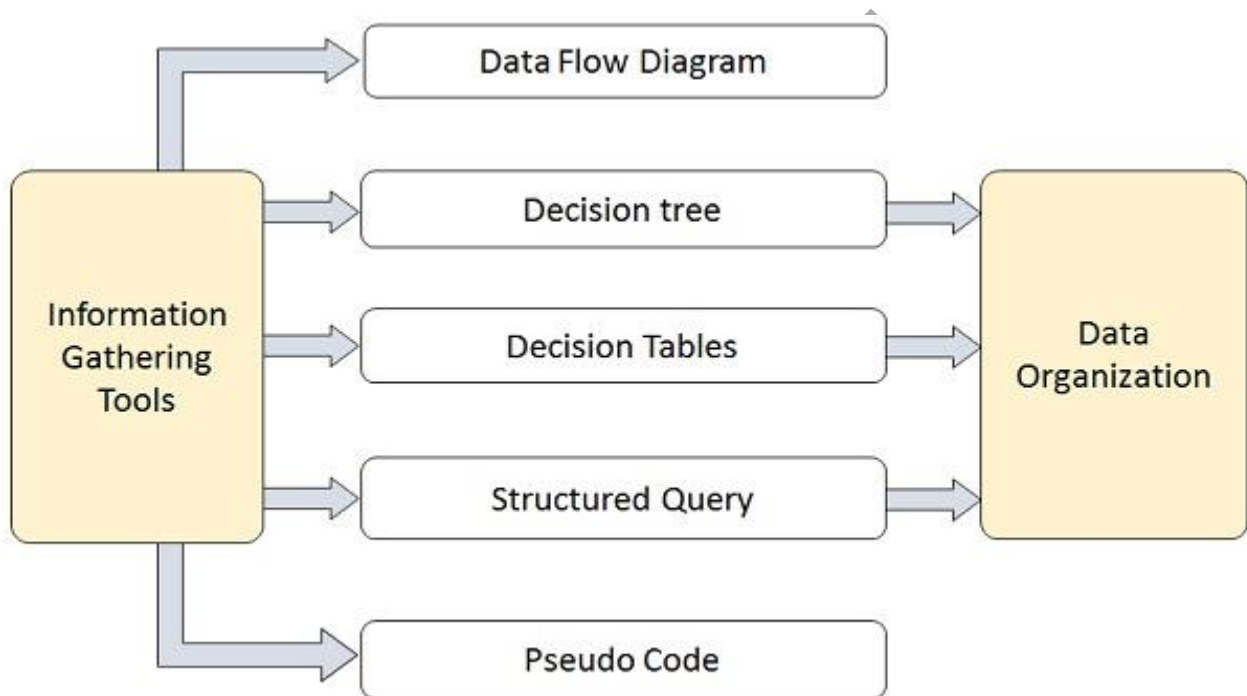 Data Flow Diagram
Decision tree
Information
Gathering
Tools
Decision Tables
Data
Organization
Structured Query
Pseudo Code